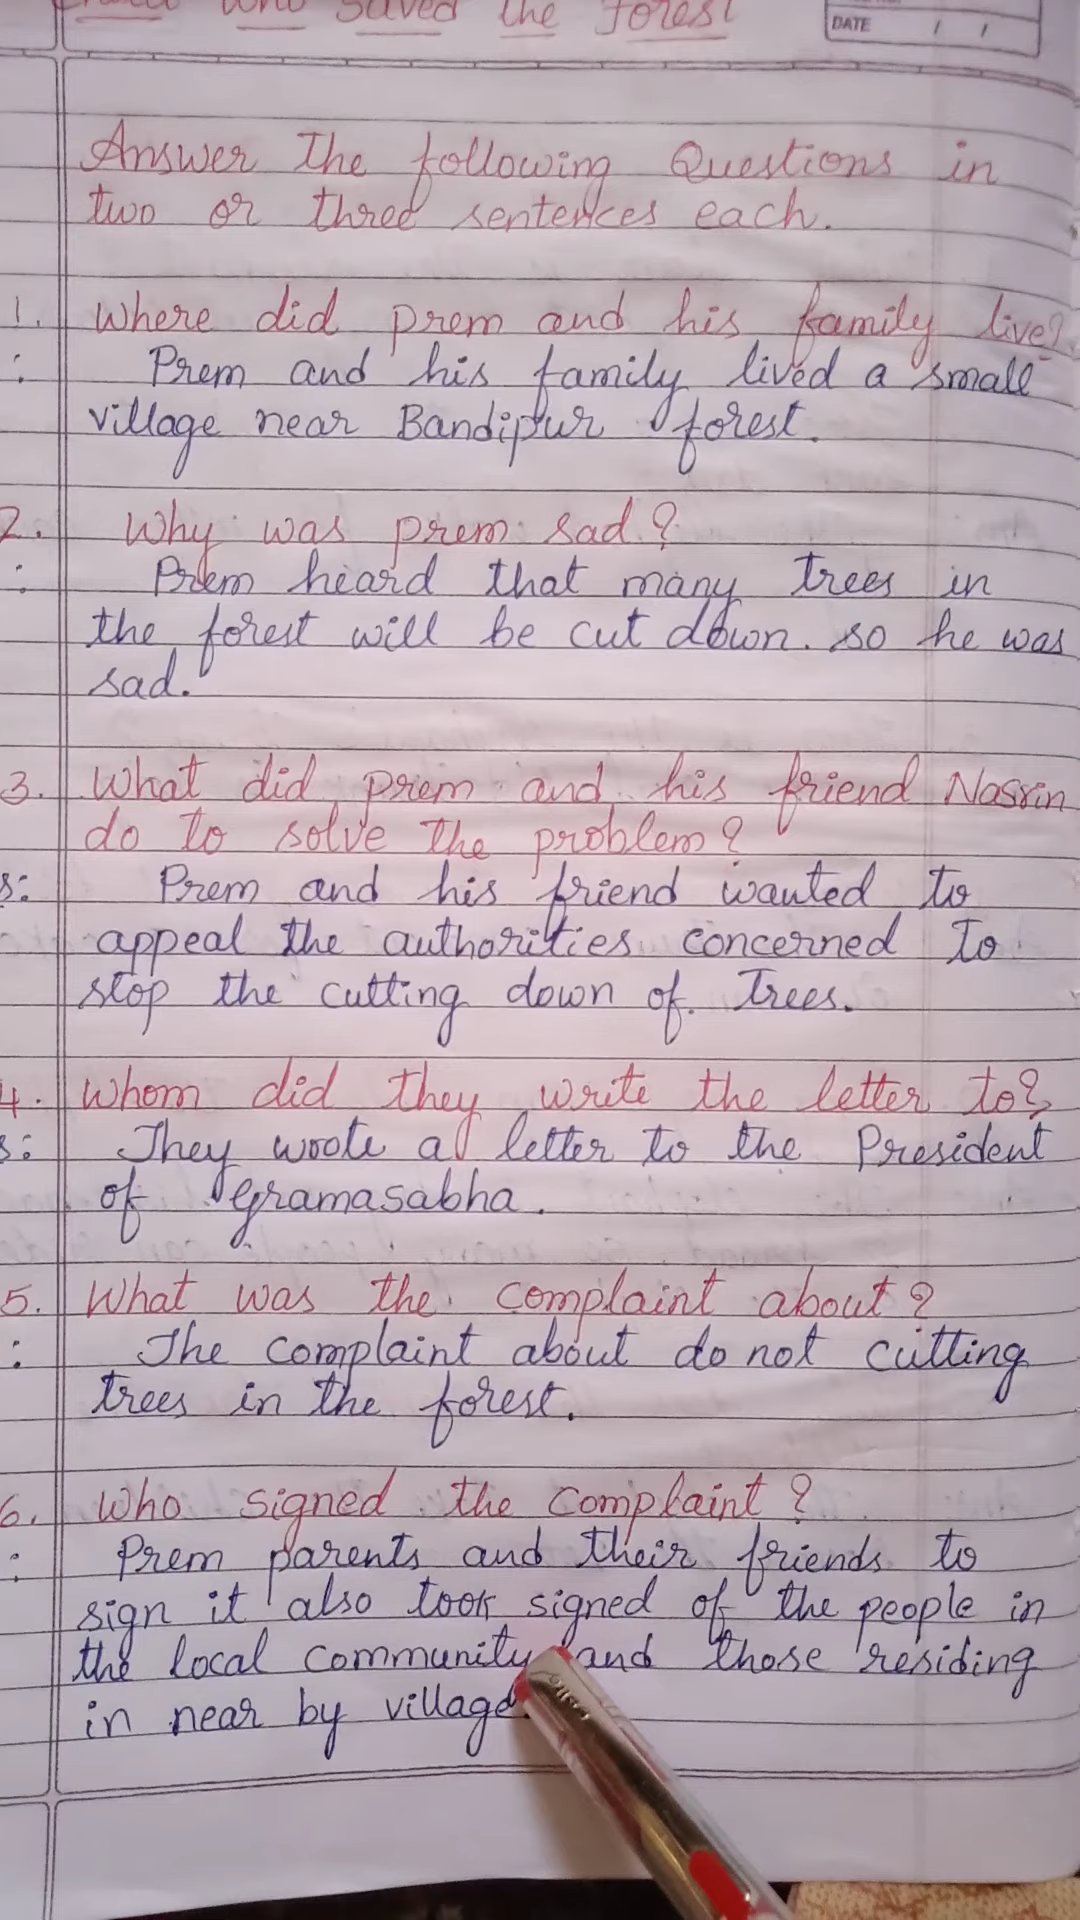 who saved the forest
DATE / /
Answer The following Questions in
two or three sentences each.
1. Where did prem and his family live?
: Prem and his family lived a small
village near Bandipur forest.
2. Why was prem sad?
: Prem heard that many trees in
the forest will be cut down. so he was
sad.
3. What did prem and his friend Nasrin
do to solve the problem?
s: Prem and his friend wanted to
appeal the authorities concerned to
stop the cutting down of Trees.
4. Whom did they write the letter to?
s: They wrote a letter to the President
of Gramasabha.
5. What was the complaint about?
: The complaint about do not cutting
trees in the forest.
6. Who signed the complaint?
: Prem parents and their friends to
sign it also took signed of the people in
the local community and those residing
in near by village.